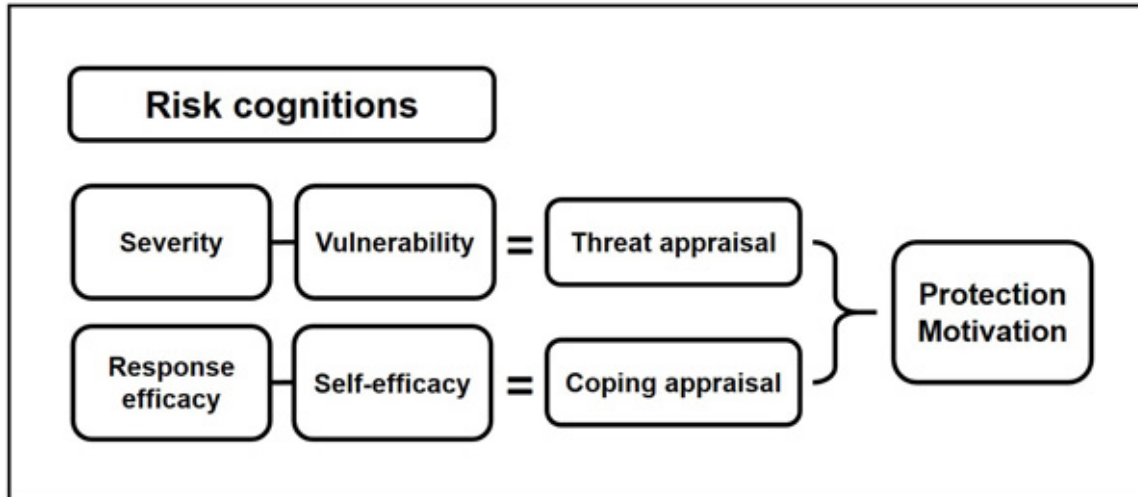 Risk cognitions
Severity
Vulnerability
=
Threat appraisal
Response
efficacy
Self-efficacy
=
Coping appraisal
Protection
Motivation